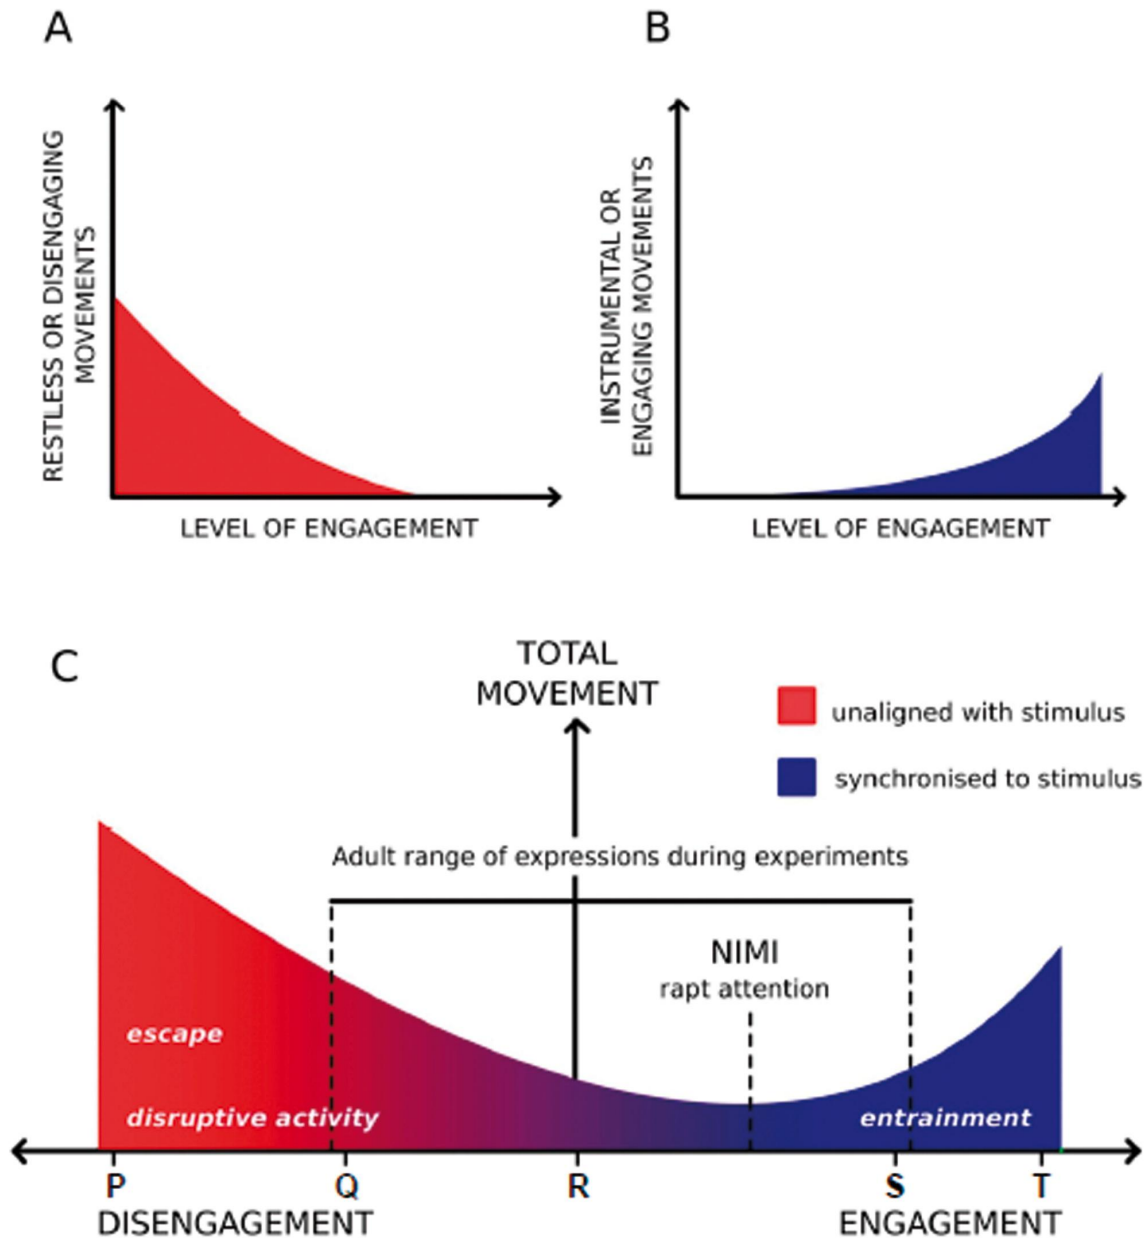 A
B
RESTLESS OR DISENGAGING
MOVEMENTS
LEVEL OF ENGAGEMENT
INSTRUMENTAL OR
ENGAGING MOVEMENTS
LEVEL OF ENGAGEMENT
C
TOTAL
MOVEMENT
unaligned with stimulus
synchronised to stimulus
Adult range of expressions during experiments
NIMI
rapt attention
escape
disruptive activity
entrainment
P Q R S T
DISENGAGEMENT
ENGAGEMENT